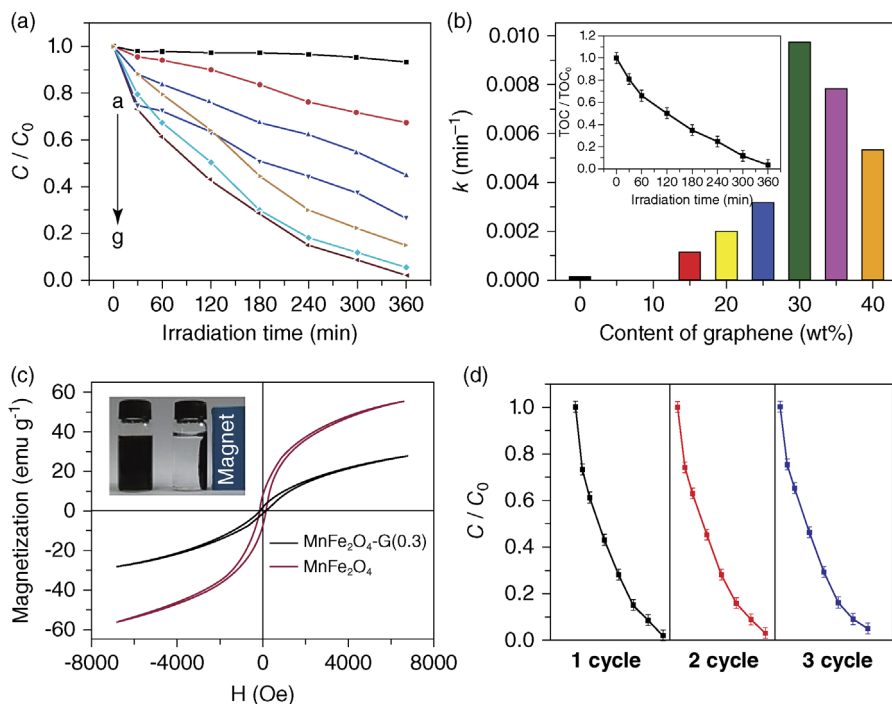 (a)
1.0
0.8
0.6
0.4
0.2
0.0
C / C₀
a
g
0 60 120 180 240 300 360
Irradiation time (min)
(b)
0.010
0.008
0.006
0.004
0.002
0.000
k (min⁻¹)
1.2
1.0
0.8
0.6
0.4
0.2
0.0
TOC / TOC₀
0 60 120 180 240 300 360
Irradiation time (min)
0 10 20 30 40
Content of graphene (wt%)
(c)
60
40
20
0
-20
-40
-60
Magnetization (emu g⁻¹)
Magnet
MnFe₂O₄-G(0.3)
MnFe₂O₄
-8000 -4000 0 4000 8000
H (Oe)
(d)
1.0
0.8
0.6
0.4
0.2
0.0
C / C₀
1 cycle 2 cycle 3 cycle